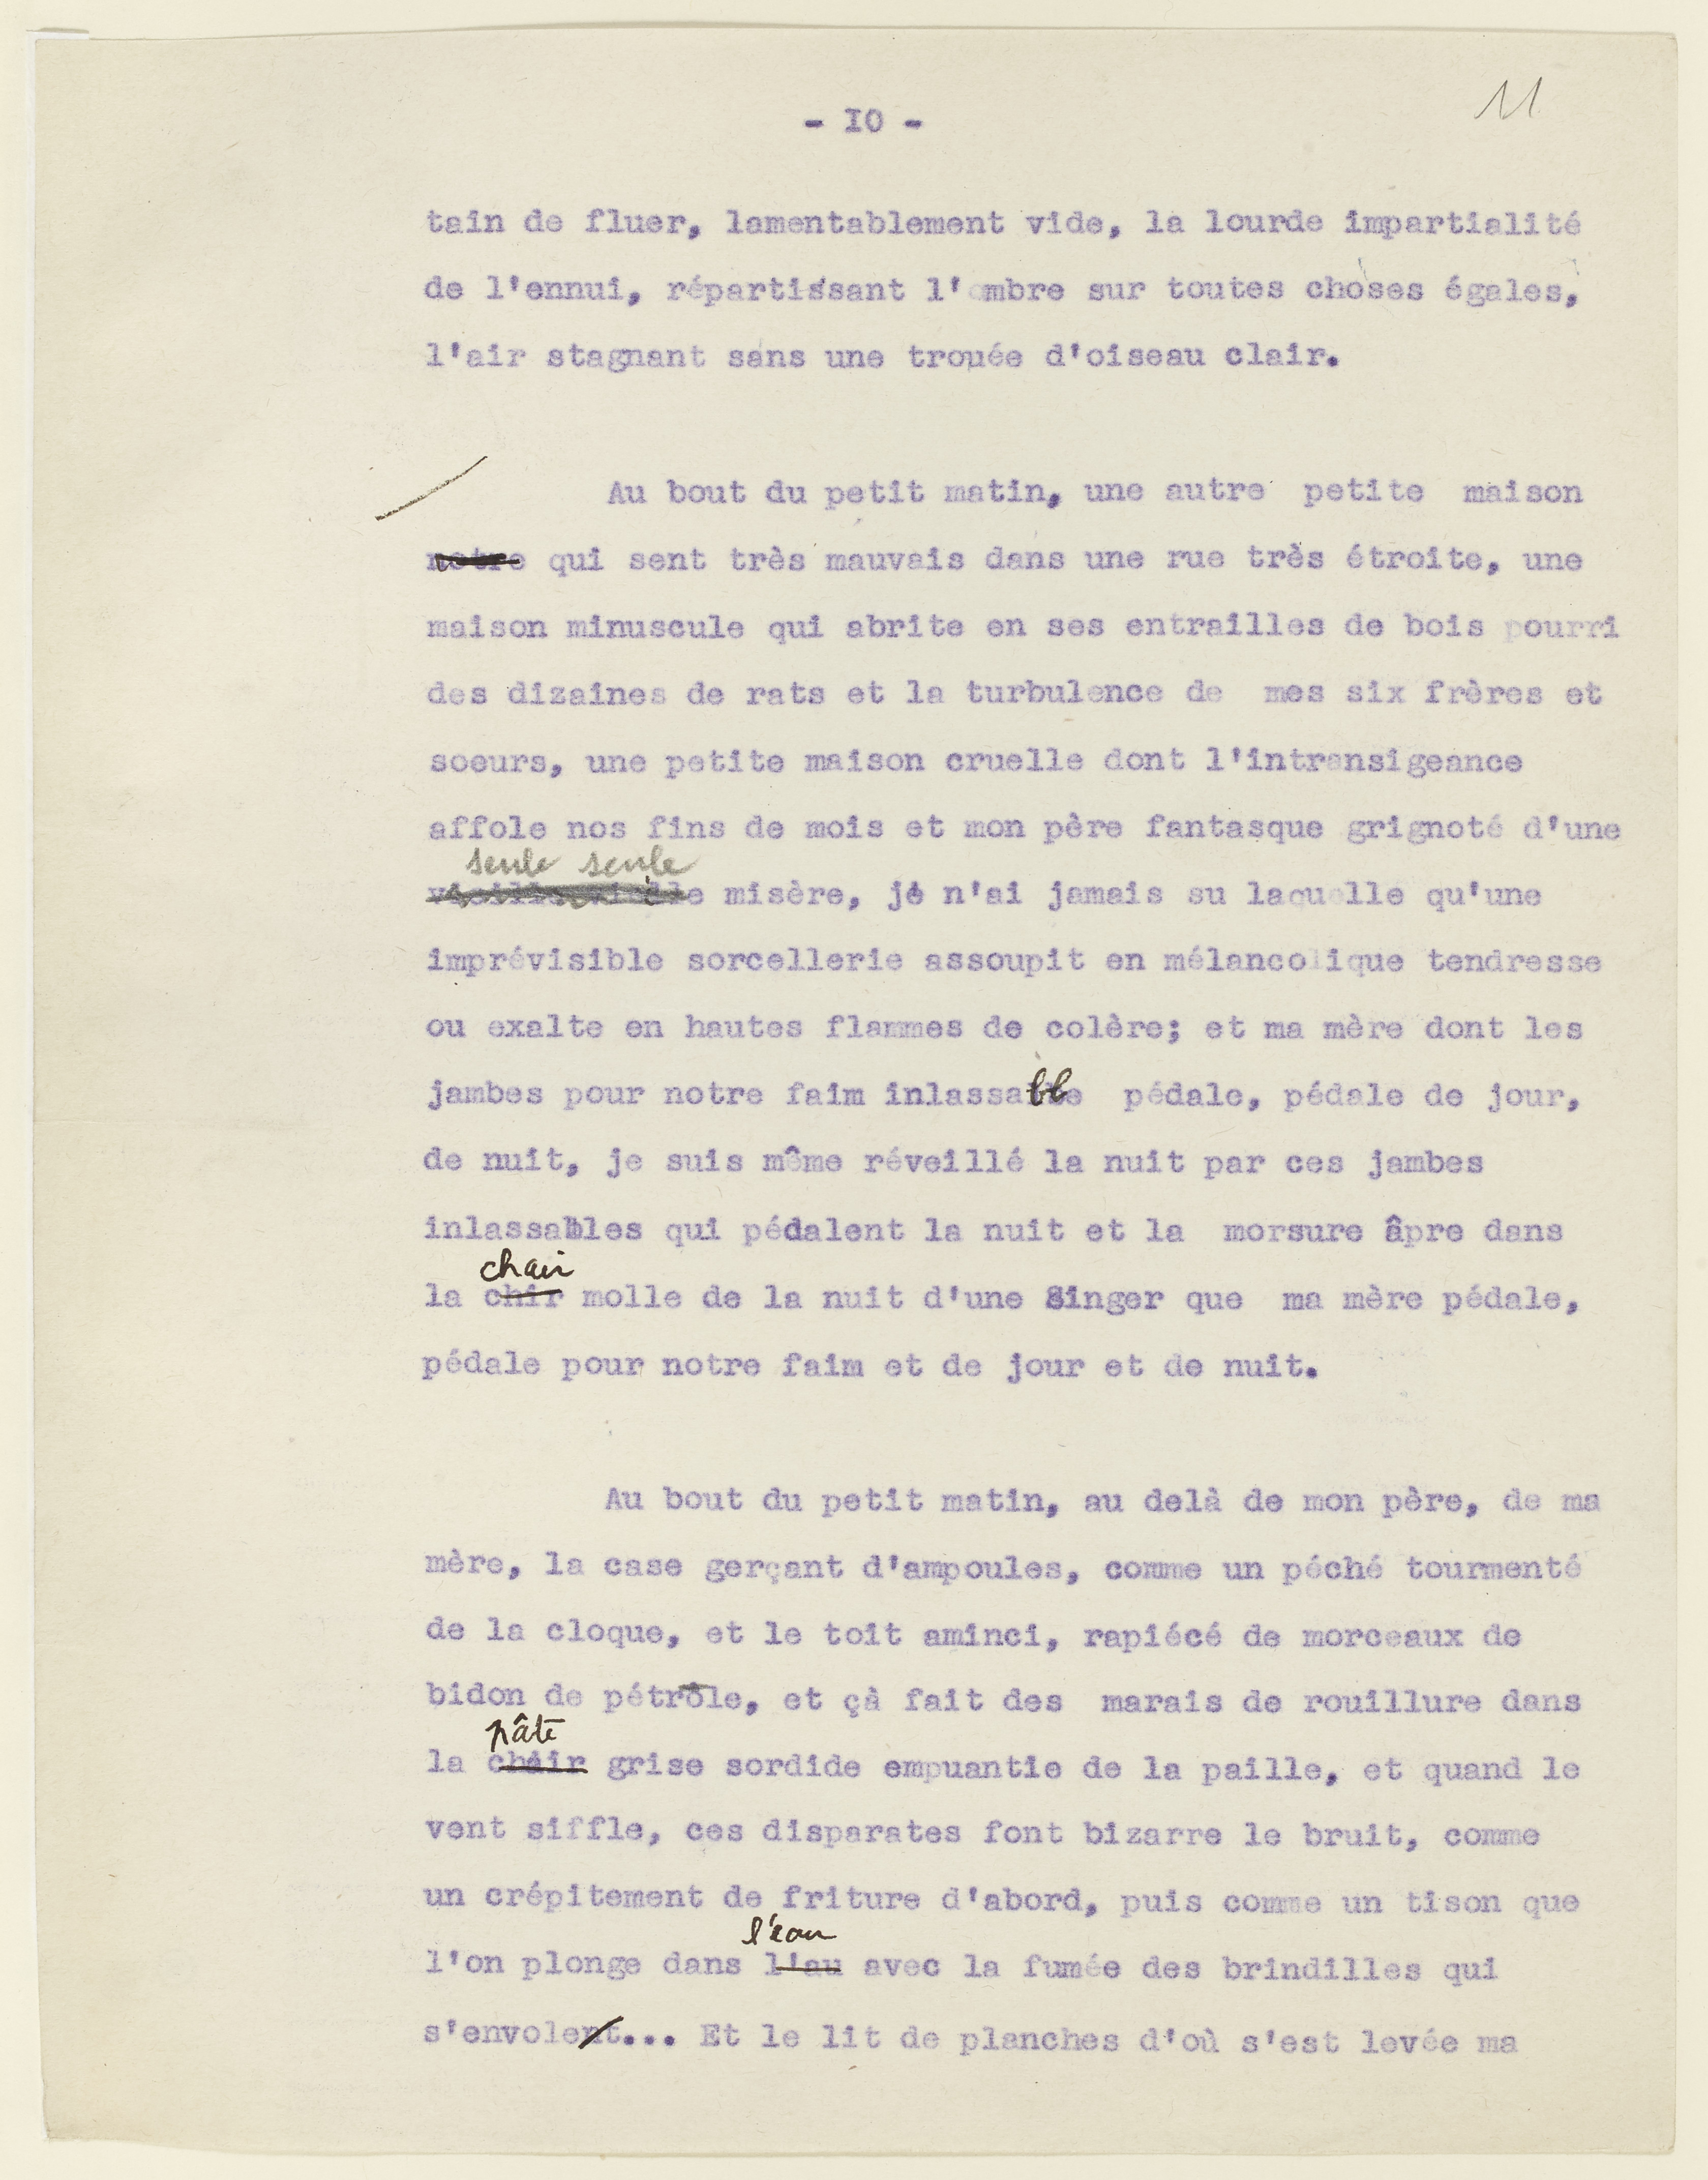 - IO -
11
tain de fluer, lamentablement vide, la lourde impartialité
de l'ennui, répartissant l'ombre sur toutes choses égales,
l'air stagnant sans une trouée d'oiseau clair.
Au bout du petit matin, une autre petite maison
notre qui sent très mauvais dans une rue très étroite, une
maison minuscule qui abrite en ses entrailles de bois pourri
des dizaines de rats et la turbulence de mes six frères et
soeurs, une petite maison cruelle dont l'intransigeance
affole nos fins de mois et mon père fantasque grignoté d'une
seule seule
misère, je n'ai jamais su laquelle qu'une
imprévisible sorcellerie assoupit en mélancolique tendresse
ou exalte en hautes flammes de colère; et ma mère dont les
jambes pour notre faim inlassable pédale, pédale de jour,
de nuit, je suis même réveillé la nuit par ces jambes
inlassables qui pédalent la nuit et la morsure âpre dans
chair
la chir molle de la nuit d'une Singer que ma mère pédale,
pédale pour notre faim et de jour et de nuit.
Au bout du petit matin, au delà de mon père, de ma
mère, la case gerçant d'ampoules, comme un péché tourmenté
de la cloque, et le toit aminci, rapiécé de morceaux de
bidon de pétrole, et çà fait des marais de rouillure dans
pâte
la chair grise sordide empuantie de la paille, et quand le
vent siffle, ces disparates font bizarre le bruit, comme
un crépitement de friture d'abord, puis comme un tison que
l'eau
l'on plonge dans l'au avec la fumée des brindilles qui
s'envolent... Et le lit de planches d'où s'est levée ma